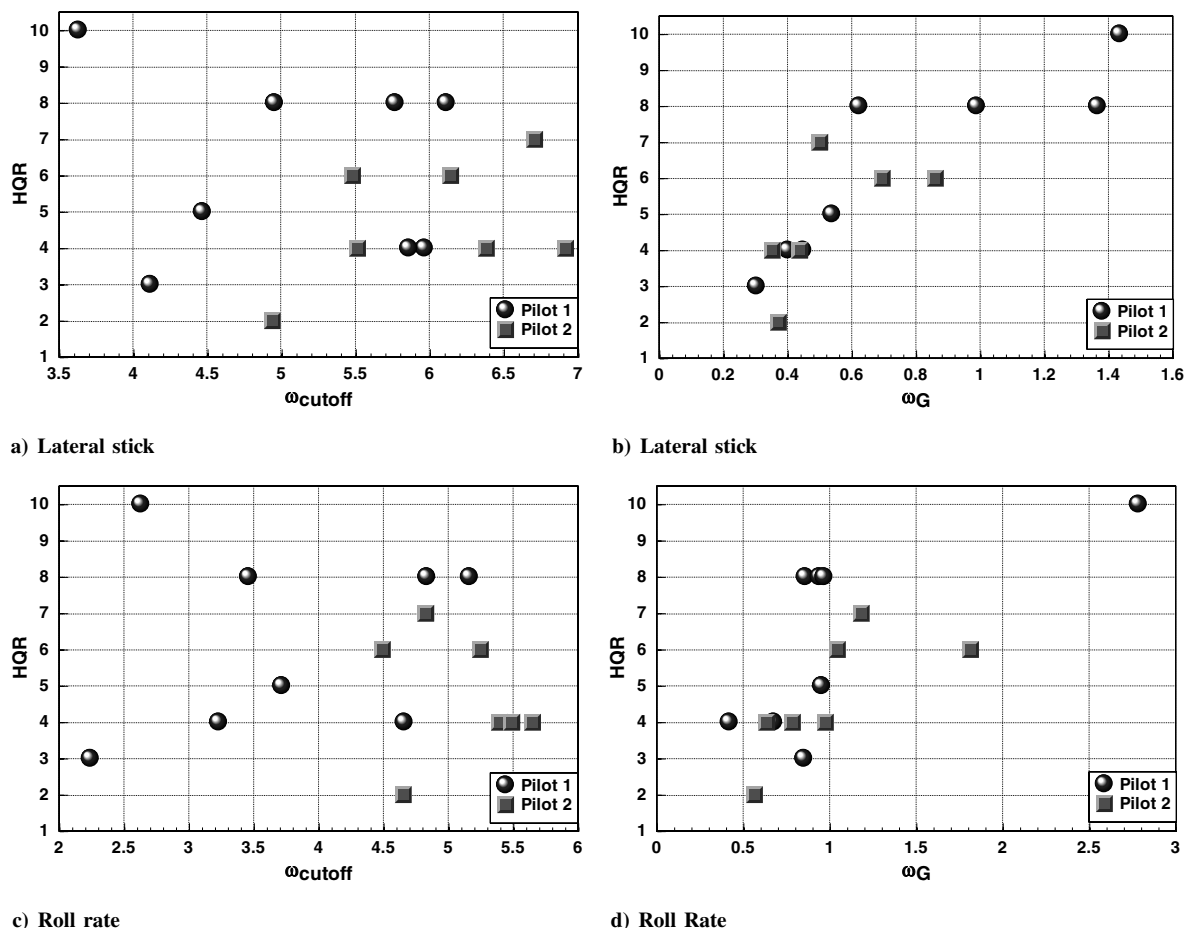 10
9
8
7
6
5
4
3
2
1
HQR
Pilot 1
Pilot 2
3.5 4 4.5 5 5.5 6 6.5 7
ωcutoff
a) Lateral stick
10
9
8
7
6
5
4
3
2
1
HQR
Pilot 1
Pilot 2
0 0.2 0.4 0.6 0.8 1 1.2 1.4 1.6
ωG
b) Lateral stick
10
9
8
7
6
5
4
3
2
1
HQR
Pilot 1
Pilot 2
2 2.5 3 3.5 4 4.5 5 5.5 6
ωcutoff
c) Roll rate
10
9
8
7
6
5
4
3
2
1
HQR
Pilot 1
Pilot 2
0 0.5 1 1.5 2 2.5 3
ωG
d) Roll Rate